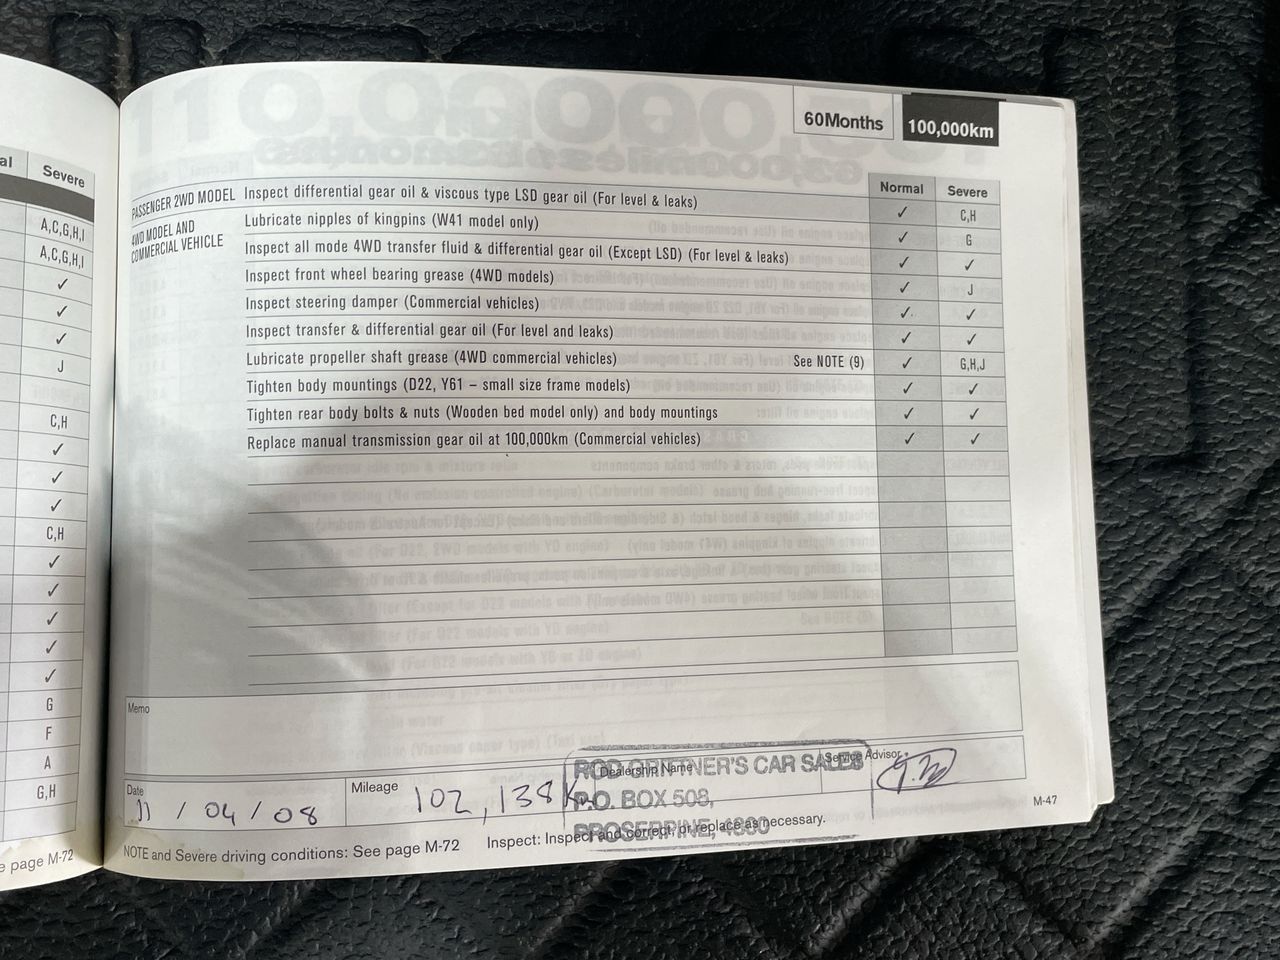 al Severe
A,C,G,H,I
A,C,G,H,I
✓
✓
✓
J
C,H
✓
✓
✓
C,H
✓
✓
✓
✓
✓
G
F
A
G,H
e page M-72
60Months 100,000km
Normal Severe
PASSENGER 2WD MODEL Inspect differential gear oil & viscous type LSD gear oil (For level & leaks) ✓ C,H
4WD MODEL AND COMMERCIAL VEHICLE Lubricate nipples of kingpins (W41 model only) ✓ G
Inspect all mode 4WD transfer fluid & differential gear oil (Except LSD) (For level & leaks) ✓ ✓
Inspect front wheel bearing grease (4WD models) ✓ J
Inspect steering damper (Commercial vehicles) ✓ ✓
Inspect transfer & differential gear oil (For level and leaks) ✓ ✓
Lubricate propeller shaft grease (4WD commercial vehicles) See NOTE (9) ✓ G,H,J
Tighten body mountings (D22, Y61 – small size frame models) ✓ ✓
Tighten rear body bolts & nuts (Wooden bed model only) and body mountings ✓ ✓
Replace manual transmission gear oil at 100,000km (Commercial vehicles) ✓ ✓
Memo
Date 11 / 04 / 08
Mileage 102,138 Km
Dealership Name
Service Advisor
CAR SALES
P.O. BOX 508,
PROSERPINE, 4800
M-47
NOTE and Severe driving conditions: See page M-72 Inspect: Inspect and correct, or replace as necessary.